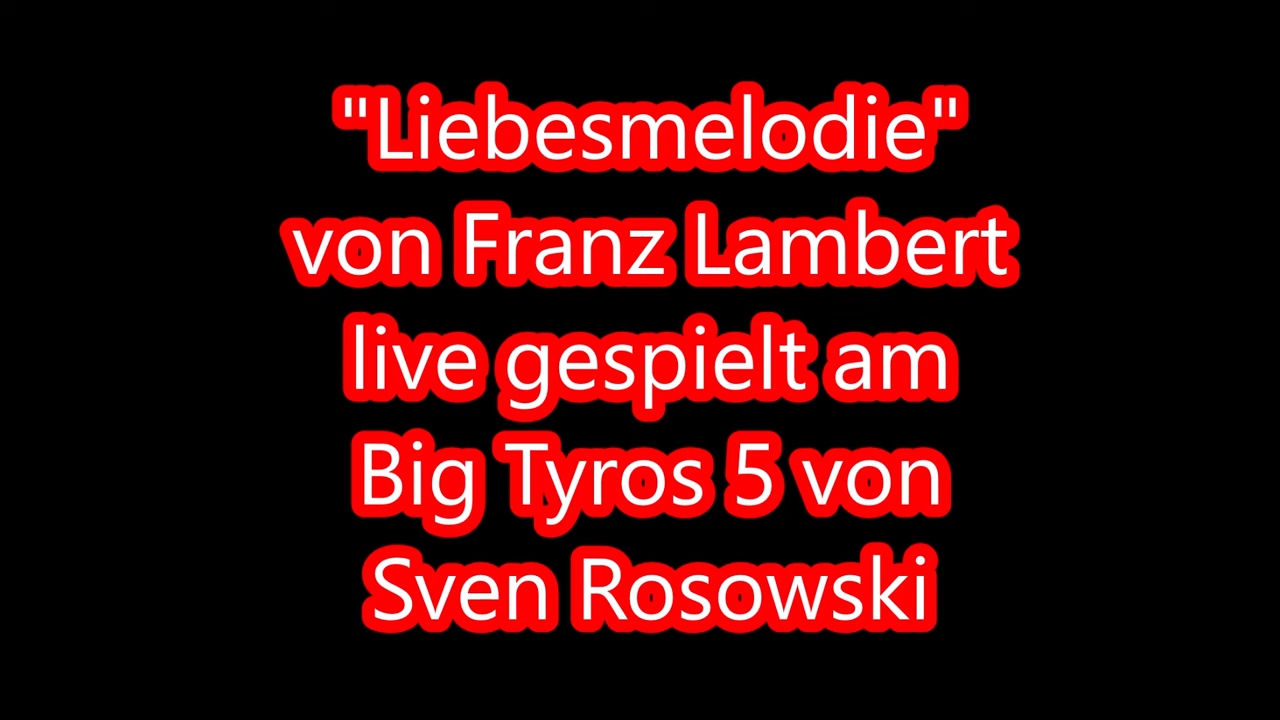 "Liebesmelodie"
von Franz Lambert
live gespielt am
Big Tyros 5 von
Sven Rosowski